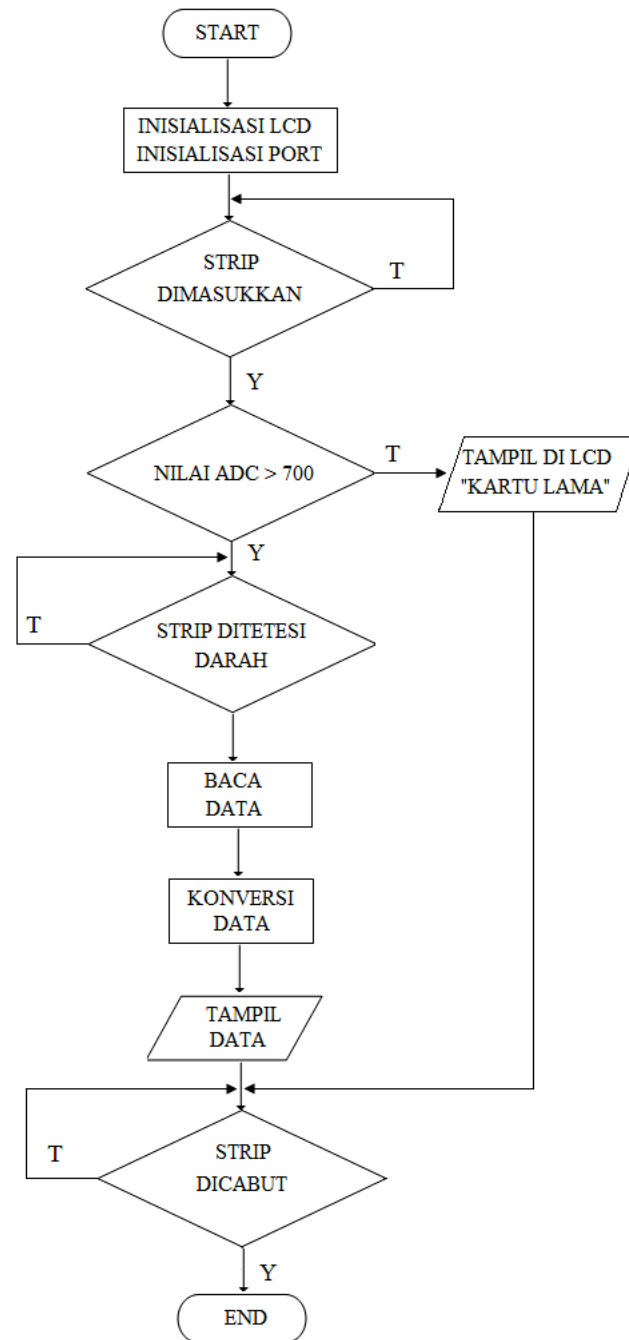 START
INISIALISASI LCD
INISIALISASI PORT
STRIP
DIMASUKKAN
T
Y
NILAI ADC > 700
T
TAMPIL DI LCD
"KARTU LAMA"
Y
STRIP DITETESI
DARAH
T
BACA
DATA
KONVERSI
DATA
TAMPIL
DATA
STRIP
DICABUT
T
Y
END